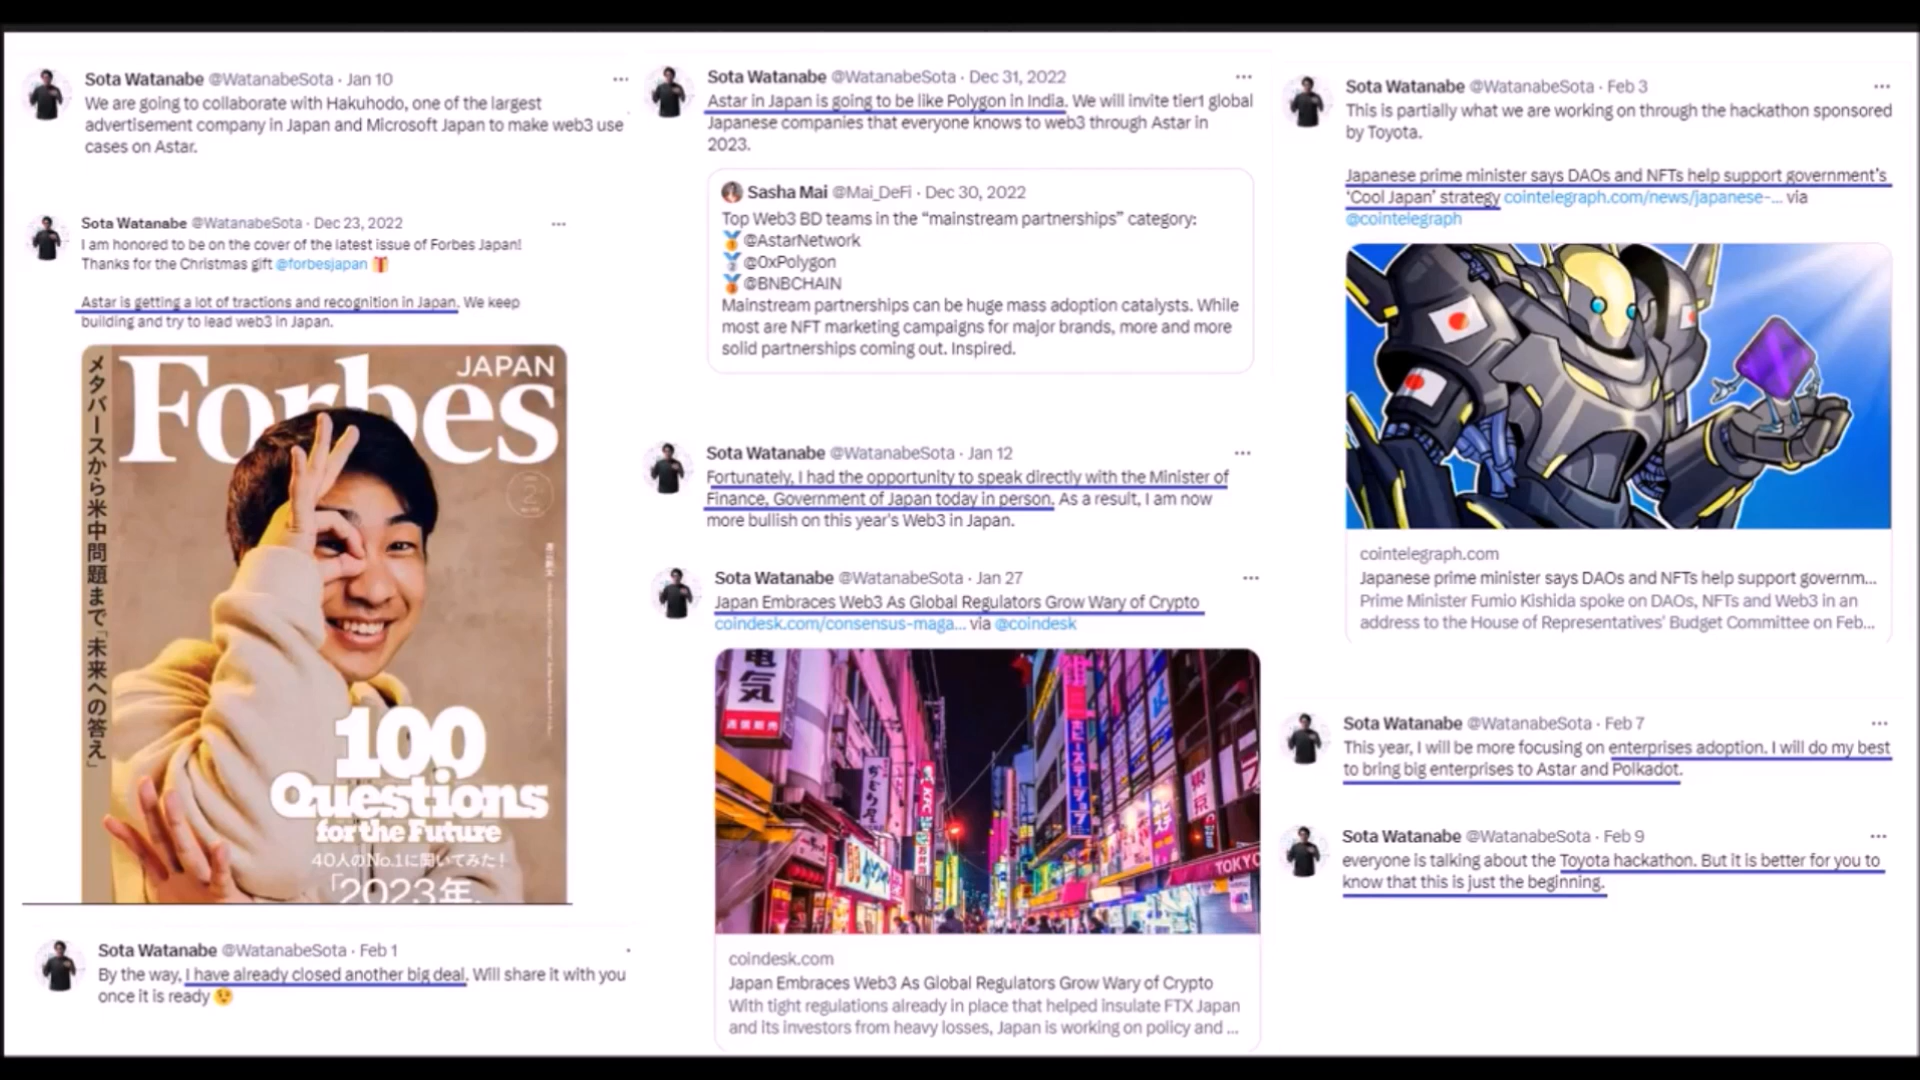 Sota Watanabe @WatanabeSota · Jan 10
We are going to collaborate with Hakuhodo, one of the largest
advertisement company in Japan and Microsoft Japan to make web3 use
cases on Astar.
Sota Watanabe @WatanabeSota · Dec 23, 2022
I am honored to be on the cover of the latest issue of Forbes Japan!
Thanks for the Christmas gift @forbesjapan 🎁
Astar is getting a lot of tractions and recognition in Japan. We keep
building and try to lead web3 in Japan.
メタバースから米中問題まで「未来への答え」
JAPAN
Forbes
2
100
Questions
for the Future
40人のNo.1に聞いてみた!
「2023年、
Sota Watanabe @WatanabeSota · Feb 1
By the way, I have already closed another big deal. Will share it with you
once it is ready 🤨
Sota Watanabe @WatanabeSota · Dec 31, 2022
Astar in Japan is going to be like Polygon in India. We will invite tier1 global
Japanese companies that everyone knows to web3 through Astar in
2023.
Sasha Mai @Mai_DeFi · Dec 30, 2022
Top Web3 BD teams in the “mainstream partnerships” category:
🥇@AstarNetwork
🥈@0xPolygon
🥉@BNBCHAIN
Mainstream partnerships can be huge mass adoption catalysts. While
most are NFT marketing campaigns for major brands, more and more
solid partnerships coming out. Inspired.
Sota Watanabe @WatanabeSota · Jan 12
Fortunately, I had the opportunity to speak directly with the Minister of
Finance, Government of Japan today in person. As a result, I am now
more bullish on this year's Web3 in Japan.
Sota Watanabe @WatanabeSota · Jan 27
Japan Embraces Web3 As Global Regulators Grow Wary of Crypto
coindesk.com/consensus-maga... via @coindesk
電気
KFC
東京
TOKYO
coindesk.com
Japan Embraces Web3 As Global Regulators Grow Wary of Crypto
With tight regulations already in place that helped insulate FTX Japan
and its investors from heavy losses, Japan is working on policy and ...
Sota Watanabe @WatanabeSota · Feb 3
This is partially what we are working on through the hackathon sponsored
by Toyota.
Japanese prime minister says DAOs and NFTs help support government’s
‘Cool Japan’ strategy cointelegraph.com/news/japanese-... via
@cointelegraph
cointelegraph.com
Japanese prime minister says DAOs and NFTs help support governm...
Prime Minister Fumio Kishida spoke on DAOs, NFTs and Web3 in an
address to the House of Representatives' Budget Committee on Feb...
Sota Watanabe @WatanabeSota · Feb 7
This year, I will be more focusing on enterprises adoption. I will do my best
to bring big enterprises to Astar and Polkadot.
Sota Watanabe @WatanabeSota · Feb 9
everyone is talking about the Toyota hackathon. But it is better for you to
know that this is just the beginning.